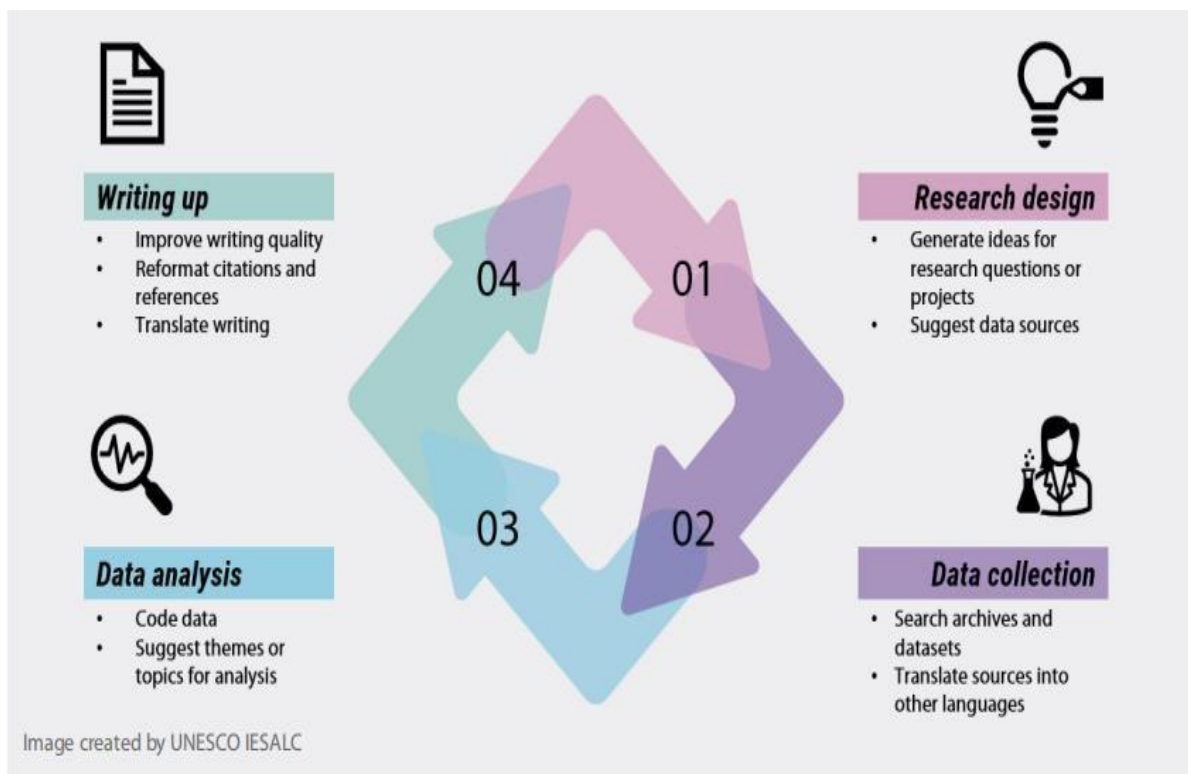 Writing up
• Improve writing quality
• Reformat citations and
references
• Translate writing
04
01
Research design
• Generate ideas for
research questions or
projects
• Suggest data sources
Data analysis
• Code data
• Suggest themes or
topics for analysis
03
02
Data collection
• Search archives and
datasets
• Translate sources into
other languages
Image created by UNESCO IESALC